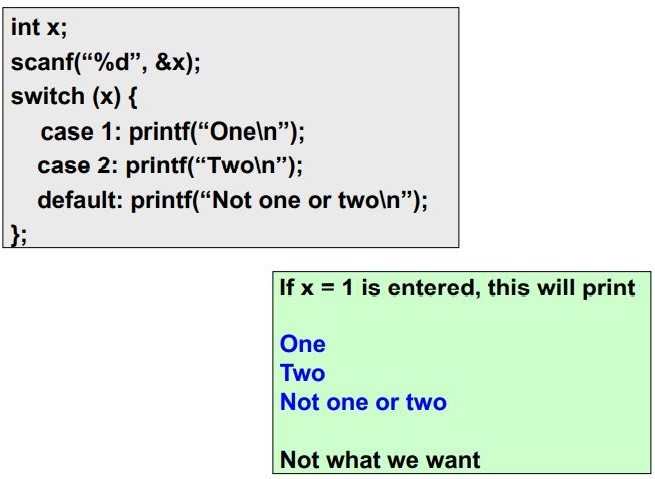 int x;
scanf(“%d”, &x);
switch (x) {
case 1: printf(“One\n”);
case 2: printf(“Two\n”);
default: printf(“Not one or two\n”);
};
If x = 1 is entered, this will print
One
Two
Not one or two
Not what we want